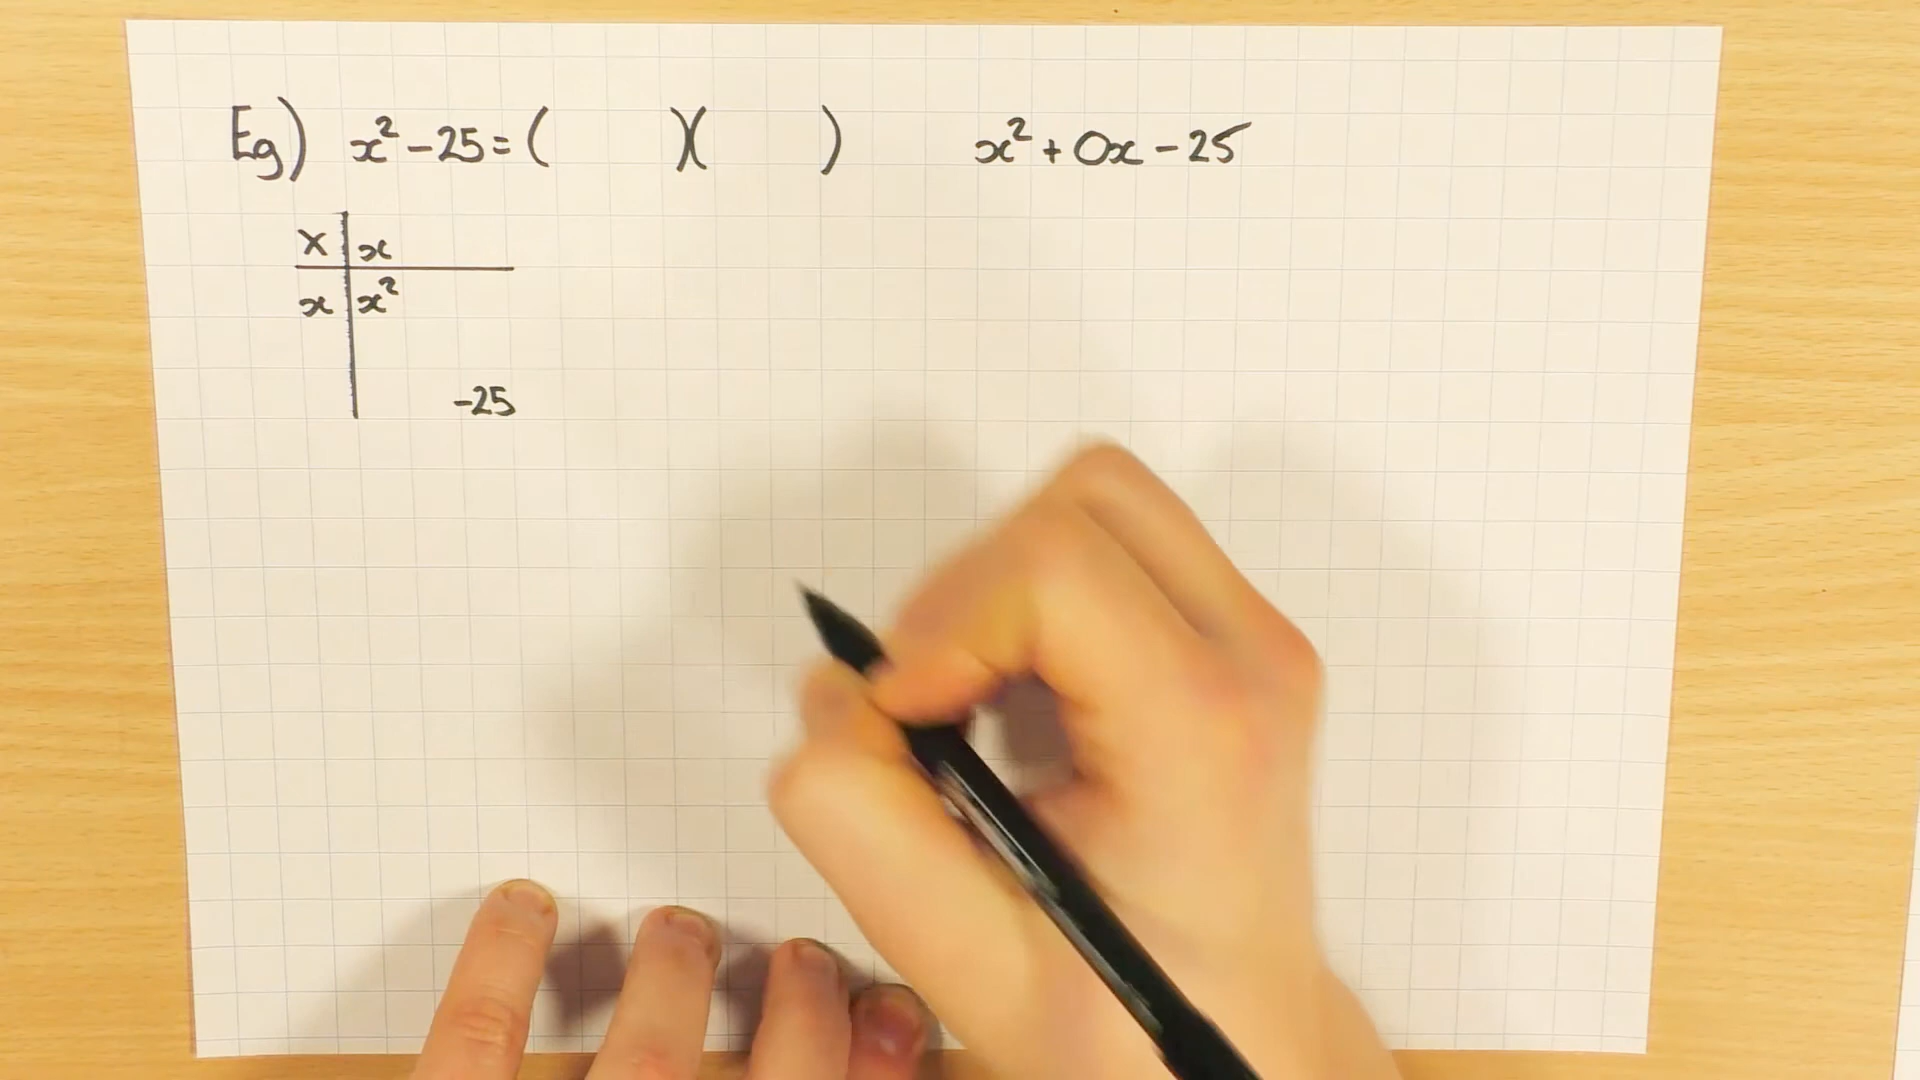 Eg) x² - 25 = (      )(      )      x² + 0x - 25
× | x
x | x²
-25